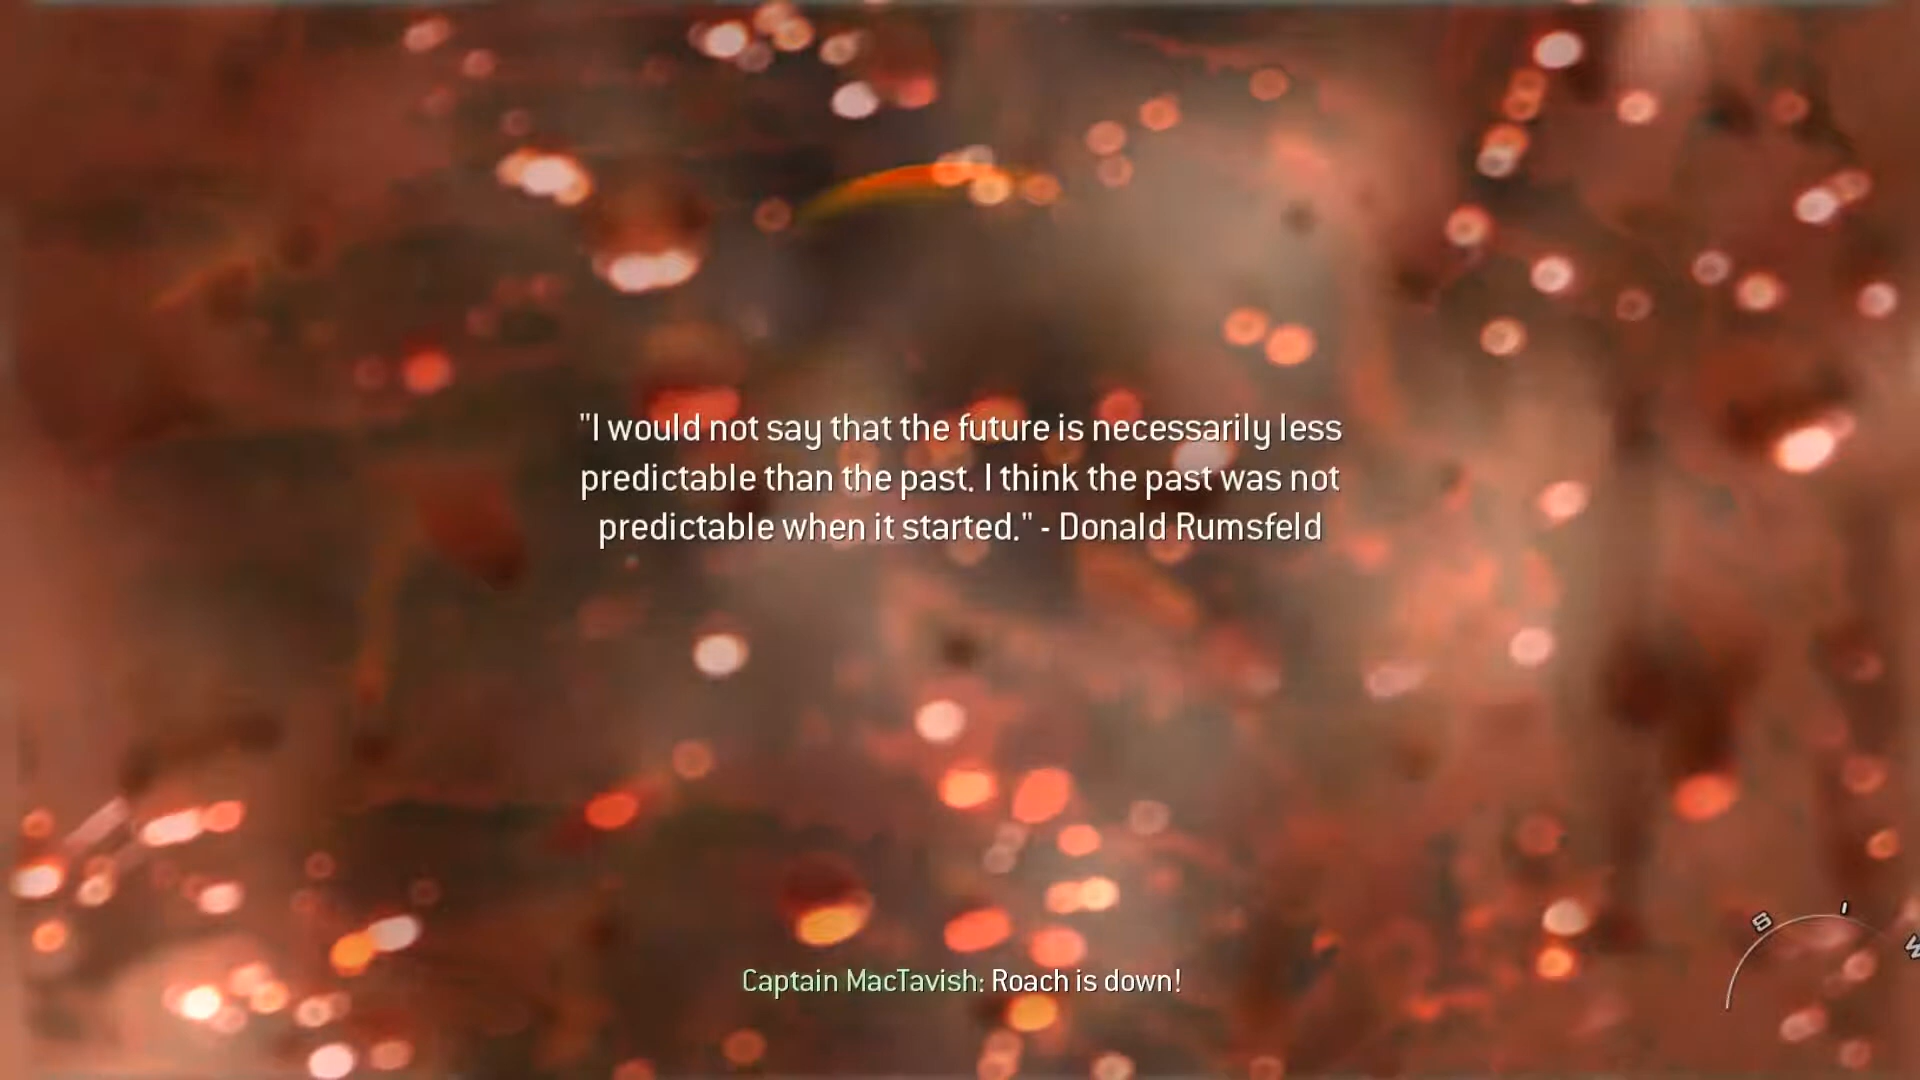 "I would not say that the future is necessarily less
predictable than the past. I think the past was not
predictable when it started." - Donald Rumsfeld
Captain MacTavish: Roach is down!
S
W